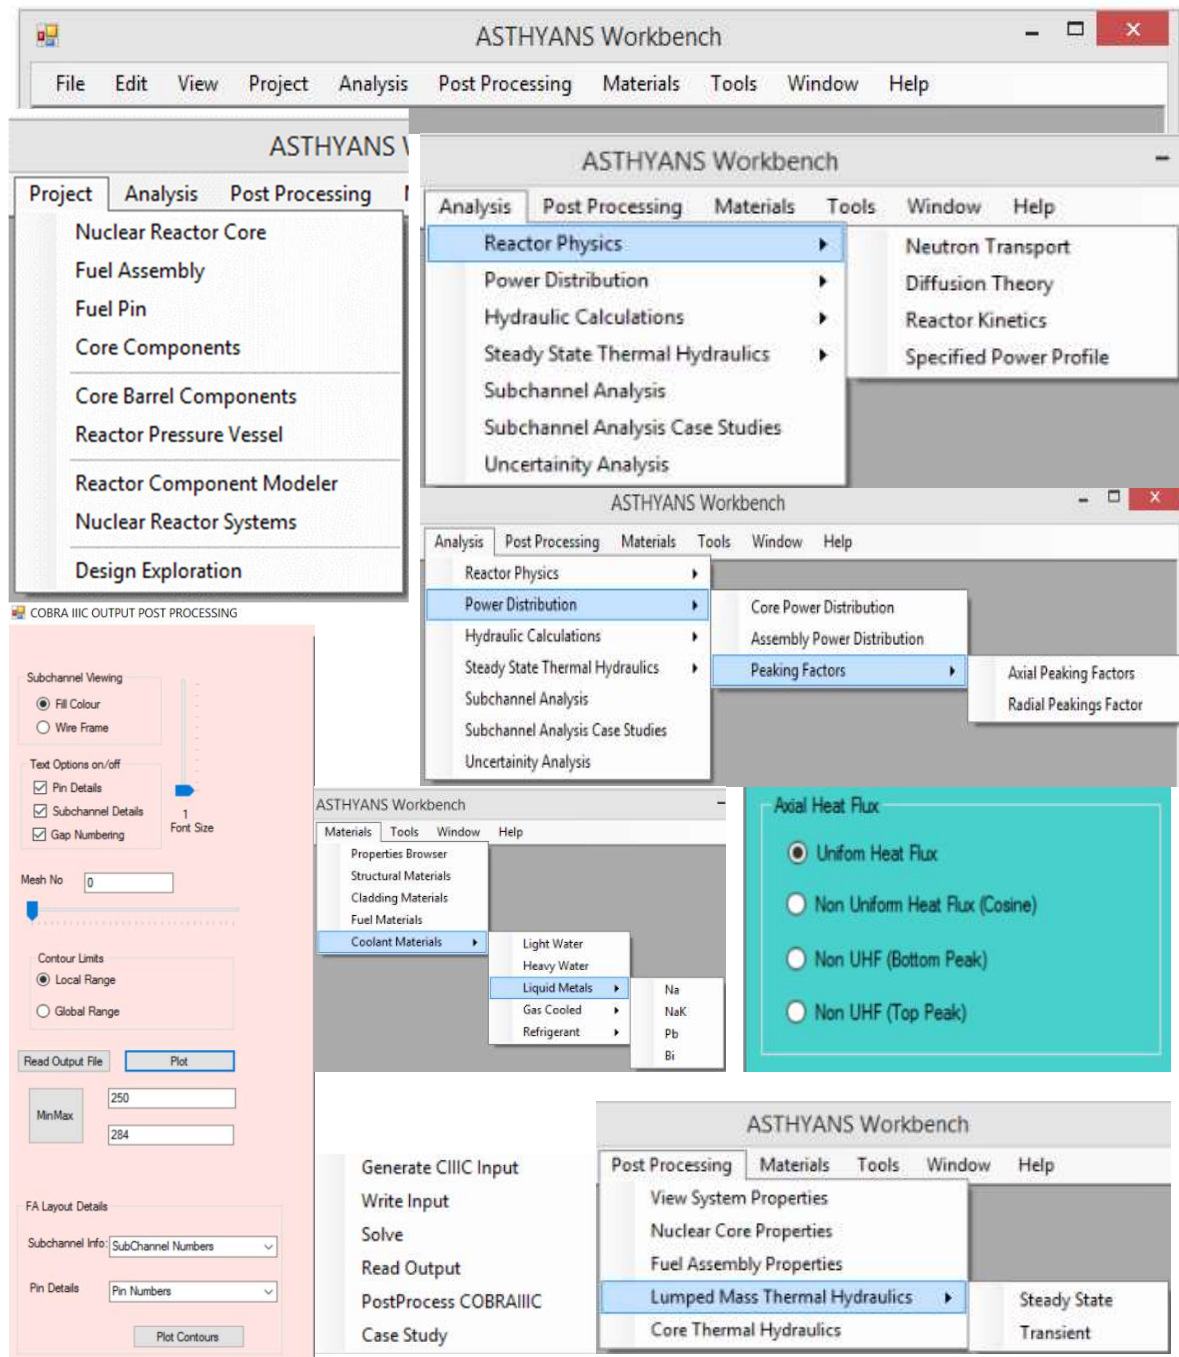 ASTHYANS Workbench
File Edit View Project Analysis Post Processing Materials Tools Window Help
ASTHYANS
Project Analysis Post Processing
Nuclear Reactor Core
Fuel Assembly
Fuel Pin
Core Components
Core Barrel Components
Reactor Pressure Vessel
Reactor Component Modeler
Nuclear Reactor Systems
Design Exploration
ASTHYANS Workbench
Analysis Post Processing Materials Tools Window Help
Reactor Physics
Power Distribution
Hydraulic Calculations
Steady State Thermal Hydraulics
Subchannel Analysis
Subchannel Analysis Case Studies
Uncertainity Analysis
Neutron Transport
Diffusion Theory
Reactor Kinetics
Specified Power Profile
ASTHYANS Workbench
Analysis Post Processing Materials Tools Window Help
Reactor Physics
Power Distribution
Hydraulic Calculations
Steady State Thermal Hydraulics
Subchannel Analysis
Subchannel Analysis Case Studies
Uncertainity Analysis
Core Power Distribution
Assembly Power Distribution
Peaking Factors
Axial Peaking Factors
Radial Peakings Factor
COBRA IIIC OUTPUT POST PROCESSING
Subchannel Viewing
Fill Colour
Wire Frame
Text Options on/off
Pin Details
Subchannel Details
Gap Numbering
1
Font Size
Mesh No 0
Contour Limits
Local Range
Global Range
Read Output File Plot
MinMax
250
284
FA Layout Details
Subchannel Info: SubChannel Numbers
Pin Details Pin Numbers
Plot Contours
ASTHYANS Workbench
Materials Tools Window Help
Properties Browser
Structural Materials
Cladding Materials
Fuel Materials
Coolant Materials
Light Water
Heavy Water
Liquid Metals
Gas Cooled
Refrigerant
Na
NaK
Pb
Bi
Axial Heat Flux
Unifom Heat Flux
Non Uniform Heat Flux (Cosine)
Non UHF (Bottom Peak)
Non UHF (Top Peak)
Generate CIIIC Input
Write Input
Solve
Read Output
PostProcess COBRAIIIC
Case Study
ASTHYANS Workbench
Post Processing Materials Tools Window Help
View System Properties
Nuclear Core Properties
Fuel Assembly Properties
Lumped Mass Thermal Hydraulics
Core Thermal Hydraulics
Steady State
Transient